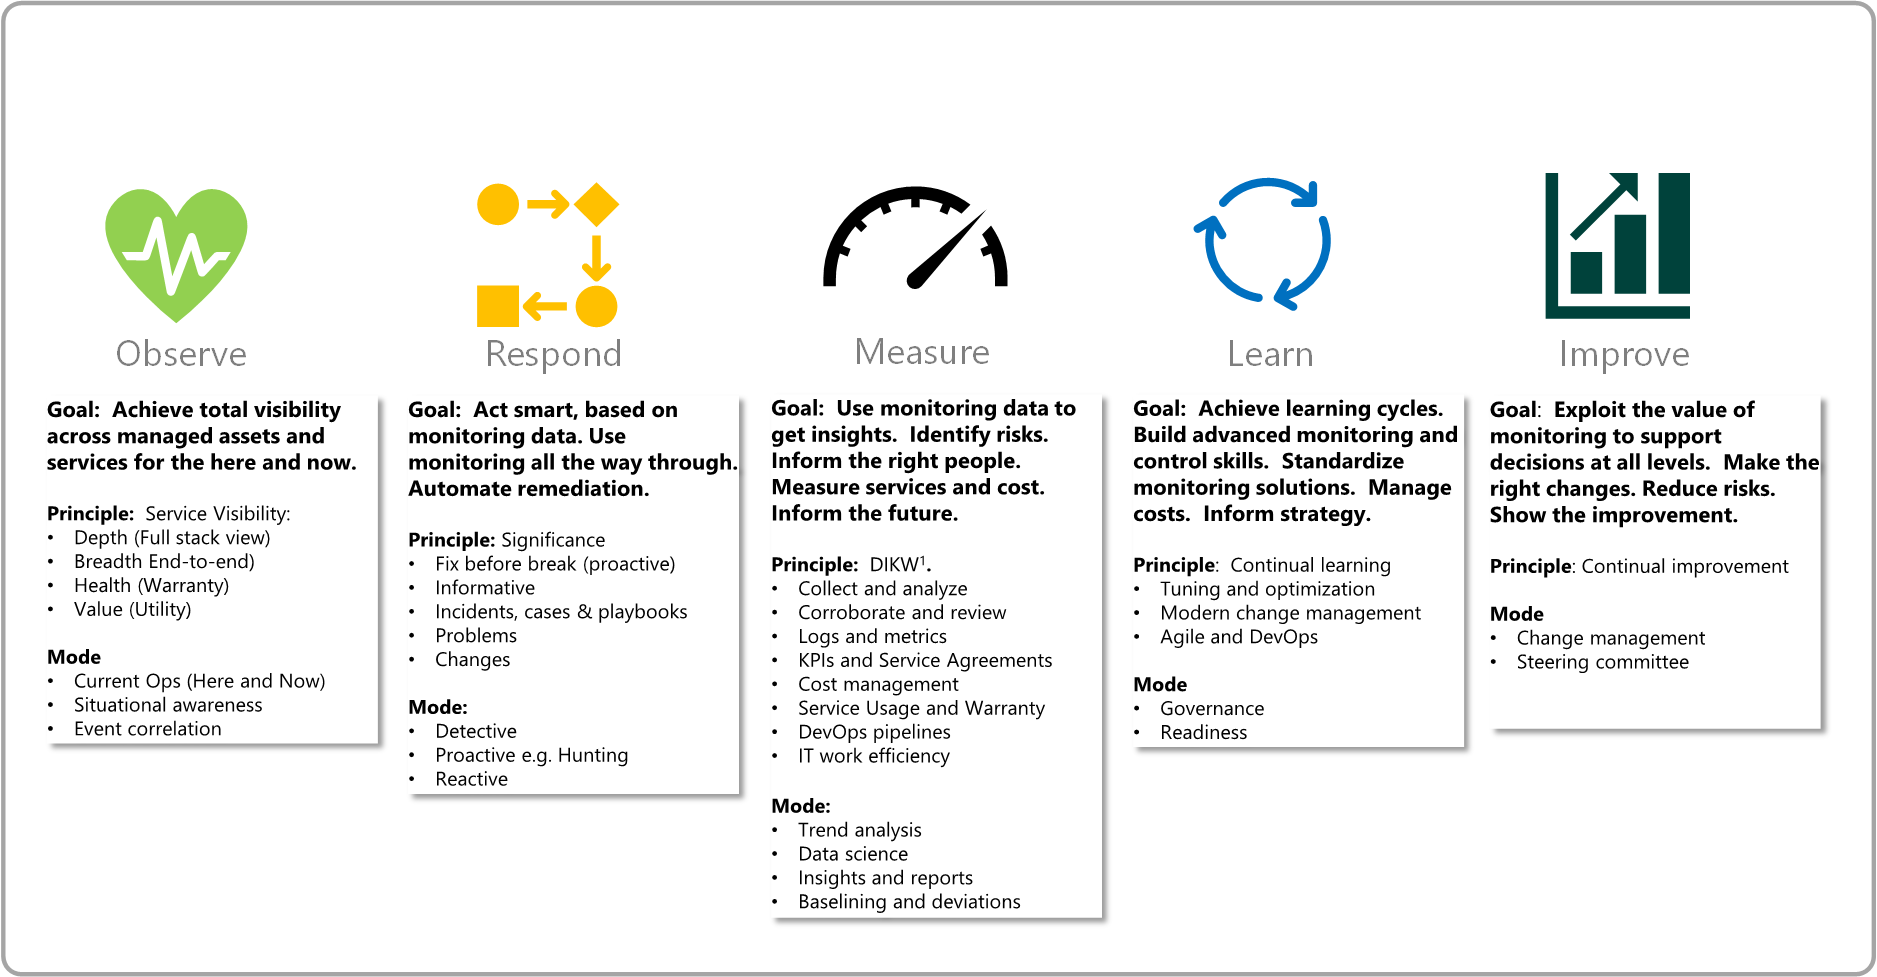 Observe
Goal:  Achieve total visibility
across managed assets and
services for the here and now.
Principle:  Service Visibility:
• Depth (Full stack view)
• Breadth End-to-end)
• Health (Warranty)
• Value (Utility)
Mode
• Current Ops (Here and Now)
• Situational awareness
• Event correlation
Respond
Goal:  Act smart, based on
monitoring data. Use
monitoring all the way through.
Automate remediation.
Principle: Significance
• Fix before break (proactive)
• Informative
• Incidents, cases & playbooks
• Problems
• Changes
Mode:
• Detective
• Proactive e.g. Hunting
• Reactive
Measure
Goal:  Use monitoring data to
get insights.  Identify risks.
Inform the right people.
Measure services and cost.
Inform the future.
Principle:  DIKW¹.
• Collect and analyze
• Corroborate and review
• Logs and metrics
• KPIs and Service Agreements
• Cost management
• Service Usage and Warranty
• DevOps pipelines
• IT work efficiency
Mode:
• Trend analysis
• Data science
• Insights and reports
• Baselining and deviations
Learn
Goal:  Achieve learning cycles.
Build advanced monitoring and
control skills.  Standardize
monitoring solutions.  Manage
costs.  Inform strategy.
Principle:  Continual learning
• Tuning and optimization
• Modern change management
• Agile and DevOps
Mode
• Governance
• Readiness
Improve
Goal:  Exploit the value of
monitoring to support
decisions at all levels.  Make the
right changes. Reduce risks.
Show the improvement.
Principle: Continual improvement
Mode
• Change management
• Steering committee